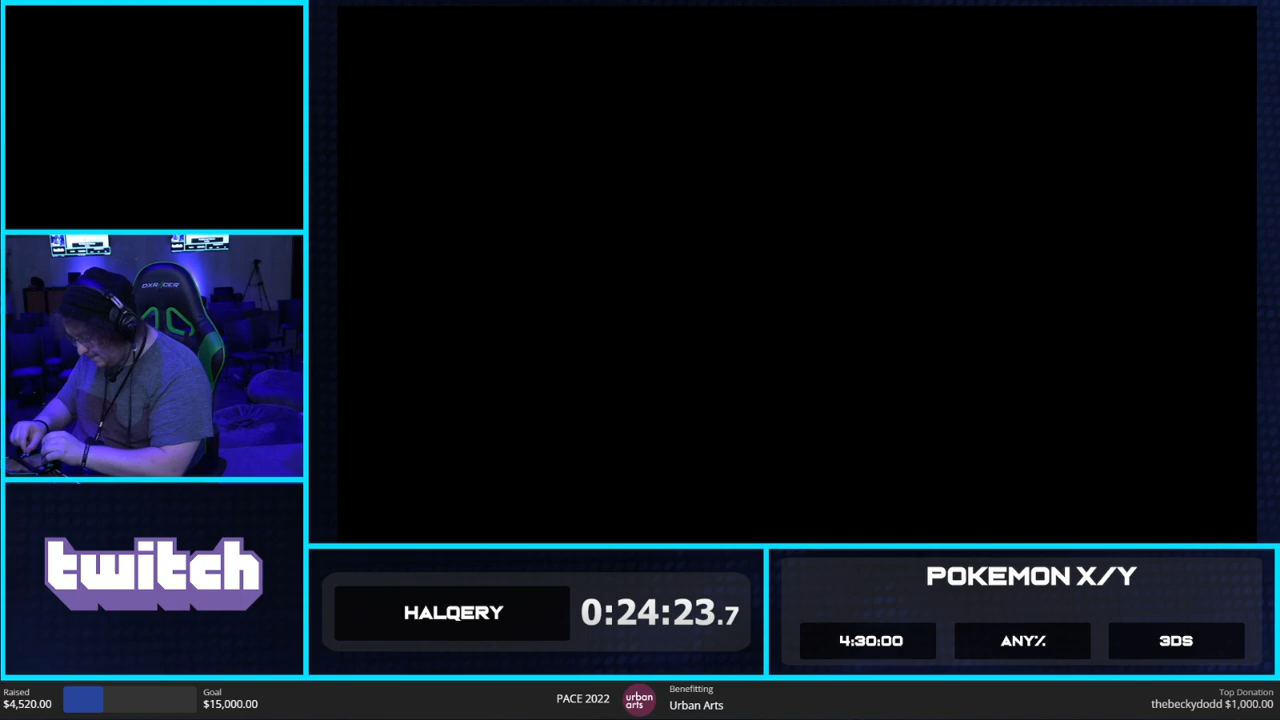 DXRACER
twitch
HALQERY
0:24:23.7
POKEMON X/Y
4:30:00
ANY%
3DS
Raised
$4,520.00
Goal
$15,000.00
PACE 2022
urban
arts
Benefitting
Urban Arts
Top Donation
thebeckydodd $1,000.00